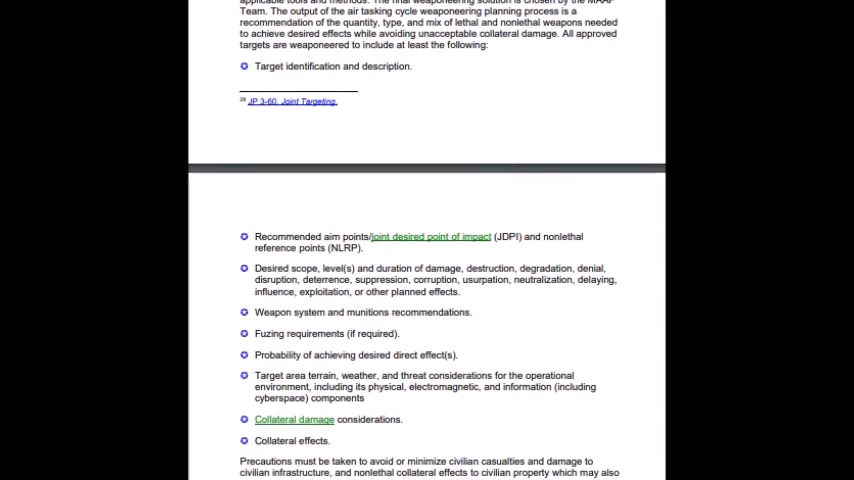 applicable tools and methods. The final weaponeering solution is chosen by the MAAP
Team. The output of the air tasking cycle weaponeering planning process is a
recommendation of the quantity, type, and mix of lethal and nonlethal weapons needed
to achieve desired effects while avoiding unacceptable collateral damage. All approved
targets are weaponeered to include at least the following:
Target identification and description.
28 JP 3-60, Joint Targeting.
Recommended aim points/joint desired point of impact (JDPI) and nonlethal
reference points (NLRP).
Desired scope, level(s) and duration of damage, destruction, degradation, denial,
disruption, deterrence, suppression, corruption, usurpation, neutralization, delaying,
influence, exploitation, or other planned effects.
Weapon system and munitions recommendations.
Fuzing requirements (if required).
Probability of achieving desired direct effect(s).
Target area terrain, weather, and threat considerations for the operational
environment, including its physical, electromagnetic, and information (including
cyberspace) components
Collateral damage considerations.
Collateral effects.
Precautions must be taken to avoid or minimize civilian casualties and damage to
civilian infrastructure, and nonlethal collateral effects to civilian property which may also